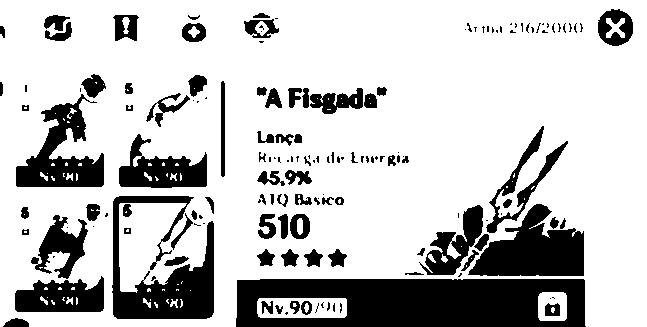 Arma 216/2000
1
5
"A Fisgada"
Lança
Recarga de Energia
45,9%
ATQ Básico
510
Nv.90
Nv.90
5
5
Nv.90
Nv.90
Nv.90/90